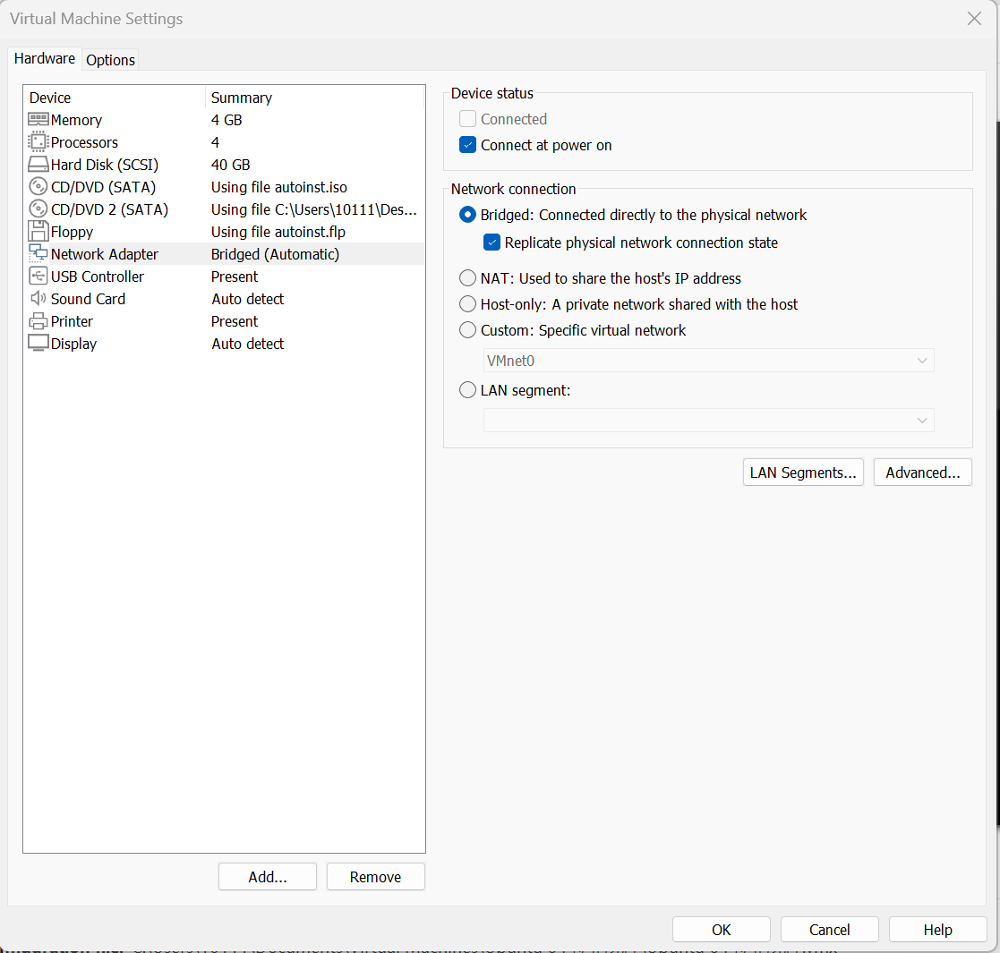 Virtual Machine Settings
Hardware Options
Device Summary
Memory 4 GB
Processors 4
Hard Disk (SCSI) 40 GB
CD/DVD (SATA) Using file autoinst.iso
CD/DVD 2 (SATA) Using file C:\Users\10111\Des...
Floppy Using file autoinst.flp
Network Adapter Bridged (Automatic)
USB Controller Present
Sound Card Auto detect
Printer Present
Display Auto detect
Add... Remove
Device status
Connected
Connect at power on
Network connection
Bridged: Connected directly to the physical network
Replicate physical network connection state
NAT: Used to share the host's IP address
Host-only: A private network shared with the host
Custom: Specific virtual network
VMnet0
LAN segment:
LAN Segments... Advanced...
OK Cancel Help